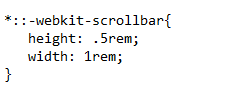 *::-webkit-scrollbar{
   height: .5rem;
   width: 1rem;
}